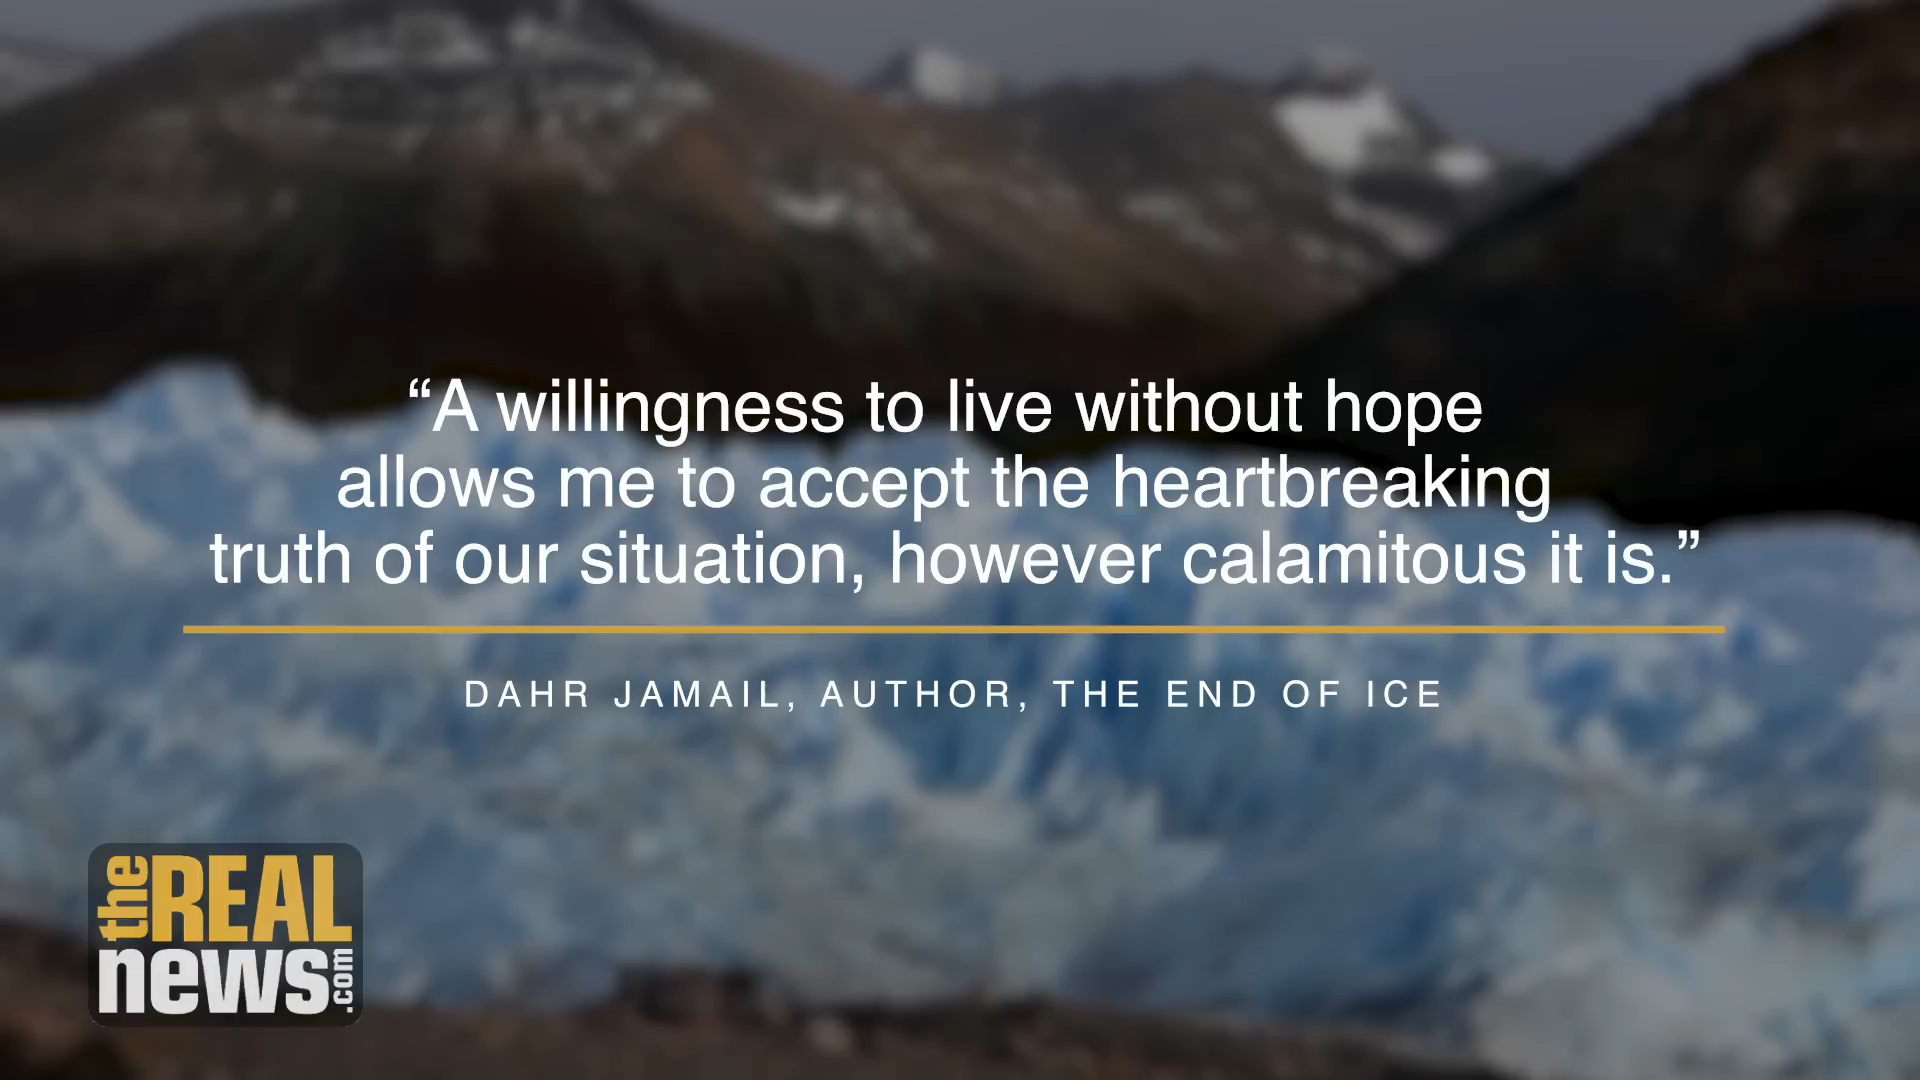 “A willingness to live without hope
allows me to accept the heartbreaking
truth of our situation, however calamitous it is.”
DAHR JAMAIL, AUTHOR, THE END OF ICE
the REAL
news.com